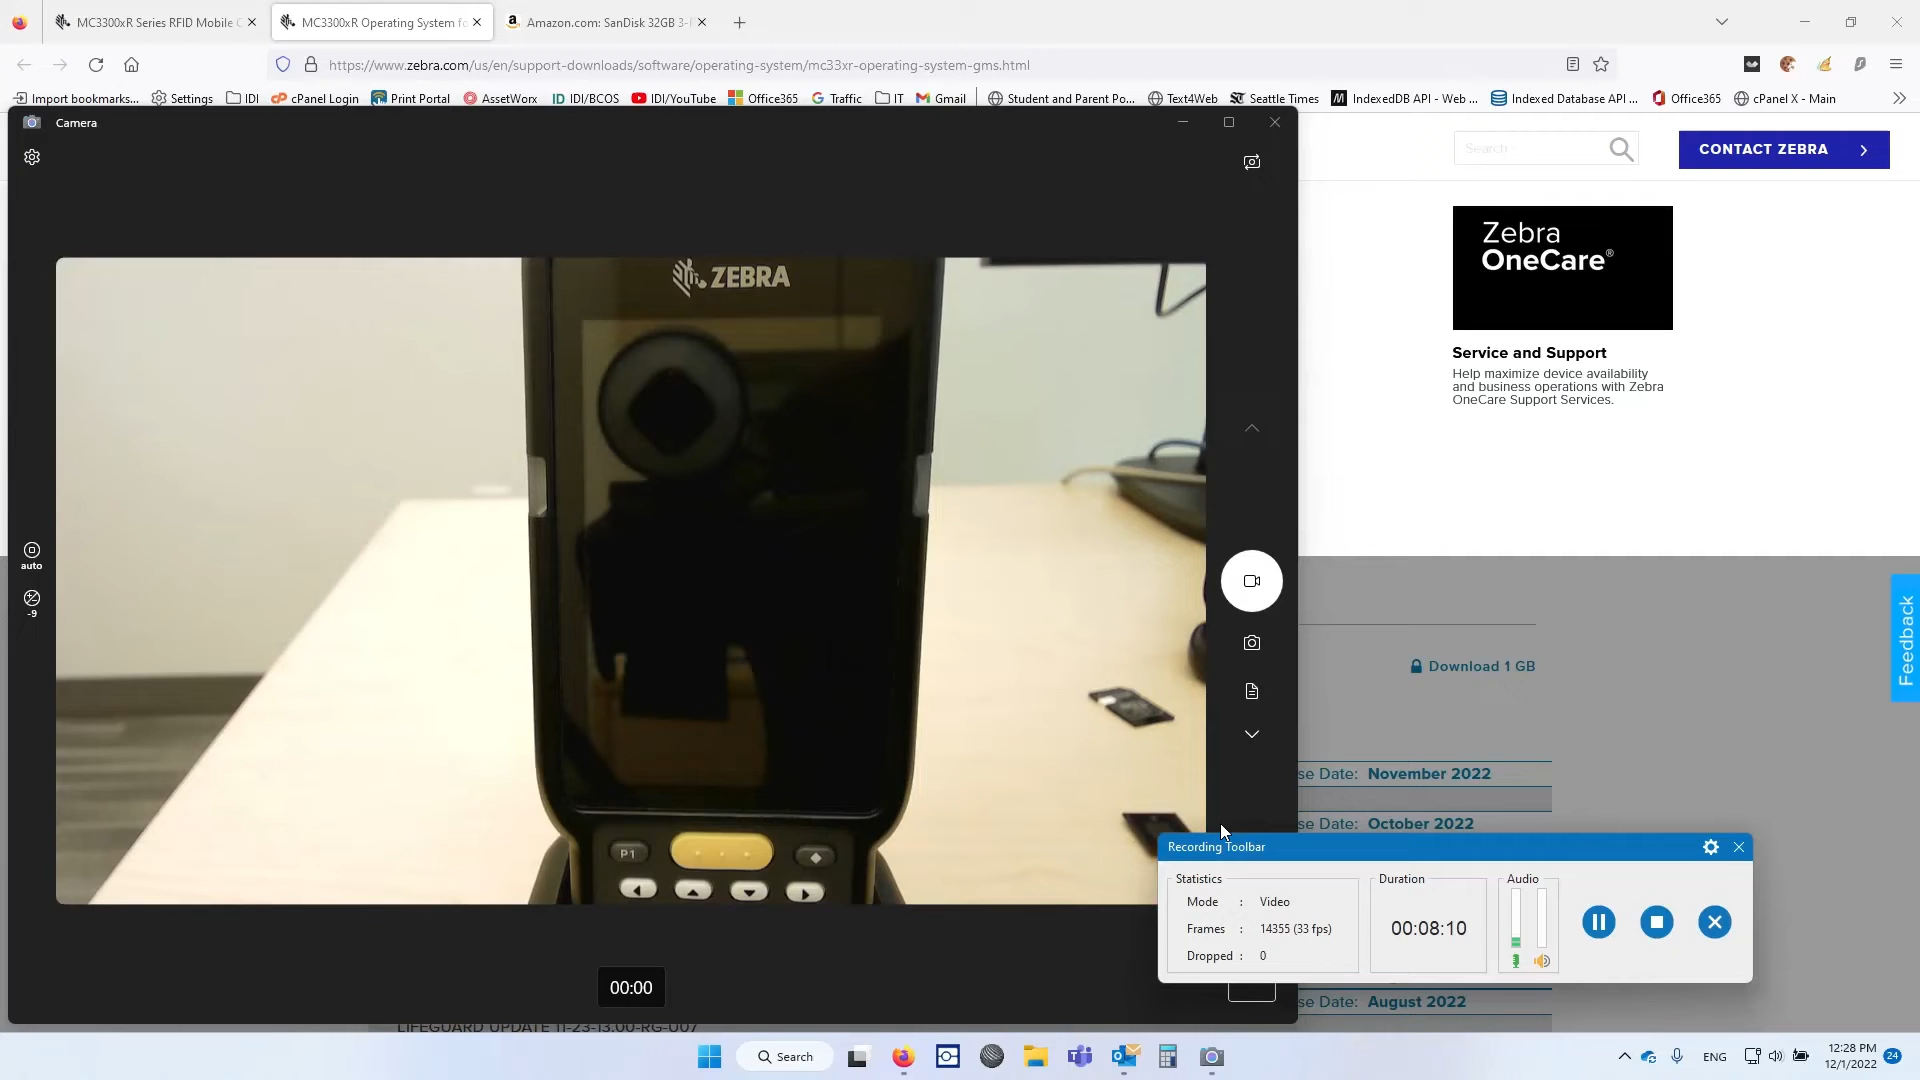 MC3300xR Series RFID Mobile C
MC3300xR Operating System fo
Amazon.com: SanDisk 32GB 3-
https://www.zebra.com/us/en/support-downloads/software/operating-system/mc33xr-operating-system-gms.html
Import bookmarks...
Settings
IDI
cPanel Login
Print Portal
AssetWorx
ID IDI/BCOS
IDI/YouTube
Office365
Traffic
IT
Gmail
Student and Parent Po...
Text4Web
Seattle Times
IndexedDB API - Web ...
Indexed Database API ...
Office365
cPanel X - Main
Camera
Search
CONTACT ZEBRA
Zebra
OneCare®
ZEBRA
Service and Support
Help maximize device availability
and business operations with Zebra
OneCare Support Services.
auto
-9
Feedback
Download 1 GB
se Date: November 2022
se Date: October 2022
P1
Recording Toolbar
Statistics
Duration
Audio
Mode : Video
Frames : 14355 (33 fps)
00:08:10
Dropped : 0
00:00
se Date: August 2022
LIFEGUARD UPDATE 11-23-13.00-RG-U07
Search
ENG
12:28 PM
12/1/2022
24